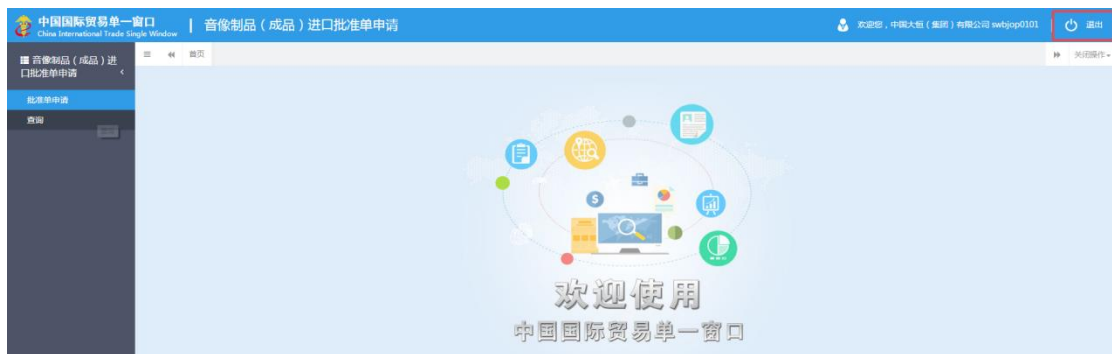 中国国际贸易单一窗口
China International Trade Single Window
音像制品（成品）进口批准单申请
欢迎您，中国大恒（集团）有限公司 swbjop0101
退出
音像制品（成品）进口批准单申请
首页
关闭操作
批准单申请
查询
欢迎使用
中国国际贸易单一窗口